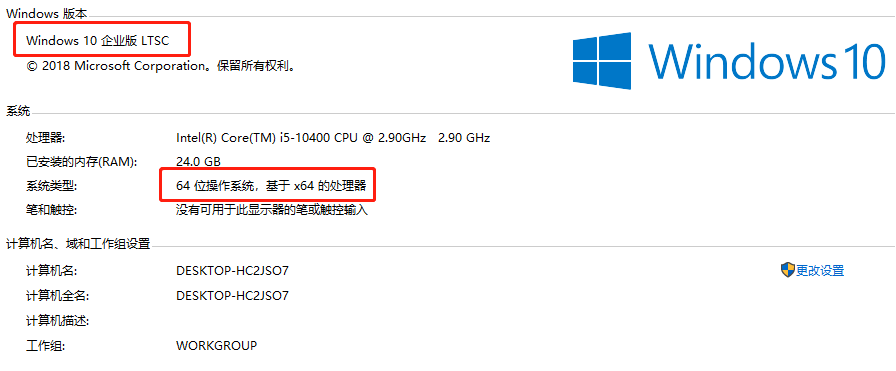 Windows 版本
Windows 10 企业版 LTSC
© 2018 Microsoft Corporation。保留所有权利。
Windows 10
系统
处理器: Intel(R) Core(TM) i5-10400 CPU @ 2.90GHz 2.90 GHz
已安装的内存(RAM): 24.0 GB
系统类型: 64 位操作系统, 基于 x64 的处理器
笔和触控: 没有可用于此显示器的笔或触控输入
计算机名、域和工作组设置
计算机名: DESKTOP-HC2JSO7 更改设置
计算机全名: DESKTOP-HC2JSO7
计算机描述:
工作组: WORKGROUP